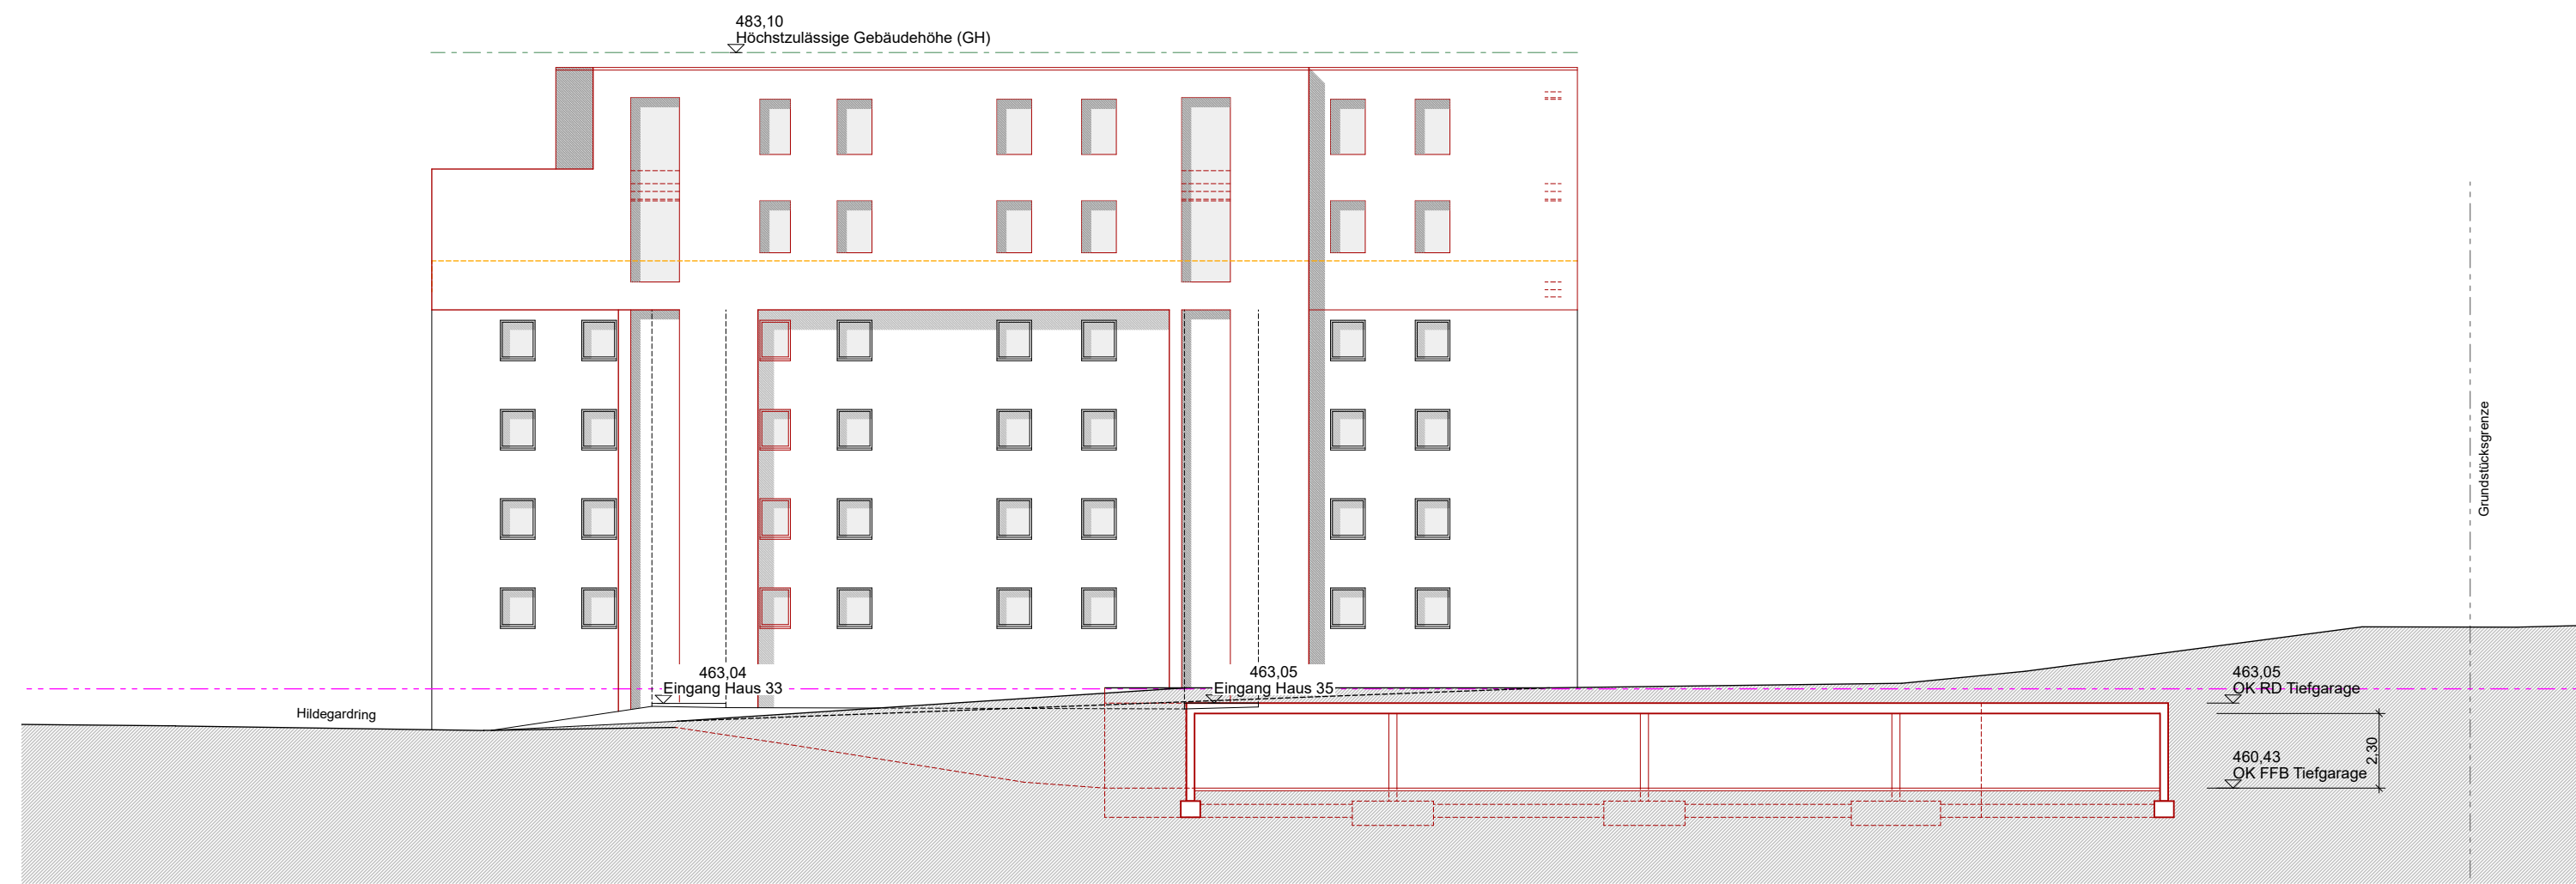 483,10
Höchstzulässige Gebäudehöhe (GH)
Grundstücksgrenze
463,04
Eingang Haus 33
463,05
Eingang Haus 35
463,05
OK RD Tiefgarage
Hildegardring
2,30
460,43
OK FFB Tiefgarage